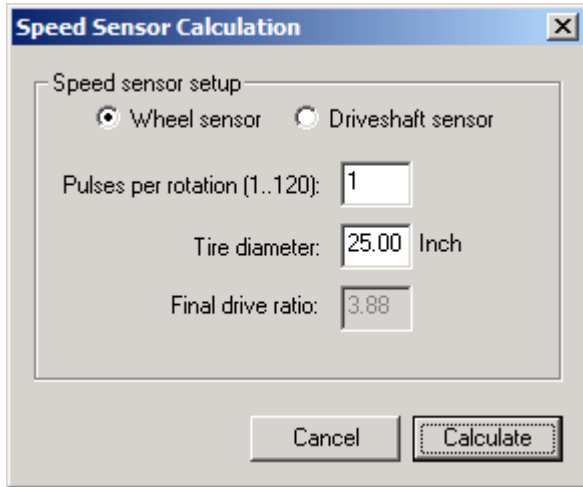 Speed Sensor Calculation
Speed sensor setup
Wheel sensor Driveshaft sensor
Pulses per rotation (1..120): 1
Tire diameter: 25.00 Inch
Final drive ratio: 3.88
Cancel Calculate